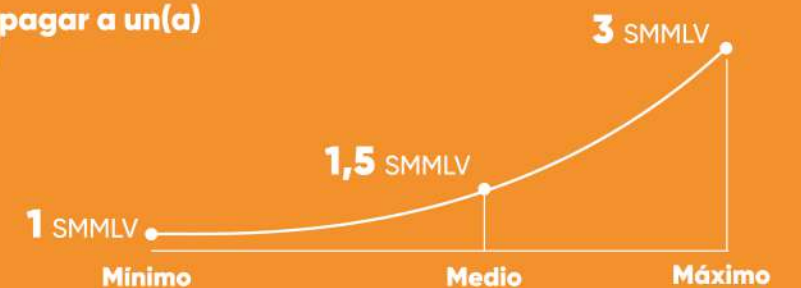 pagar a un(a)
3 SMMLV
1,5 SMMLV
1 SMMLV
Mínimo
Medio
Máximo